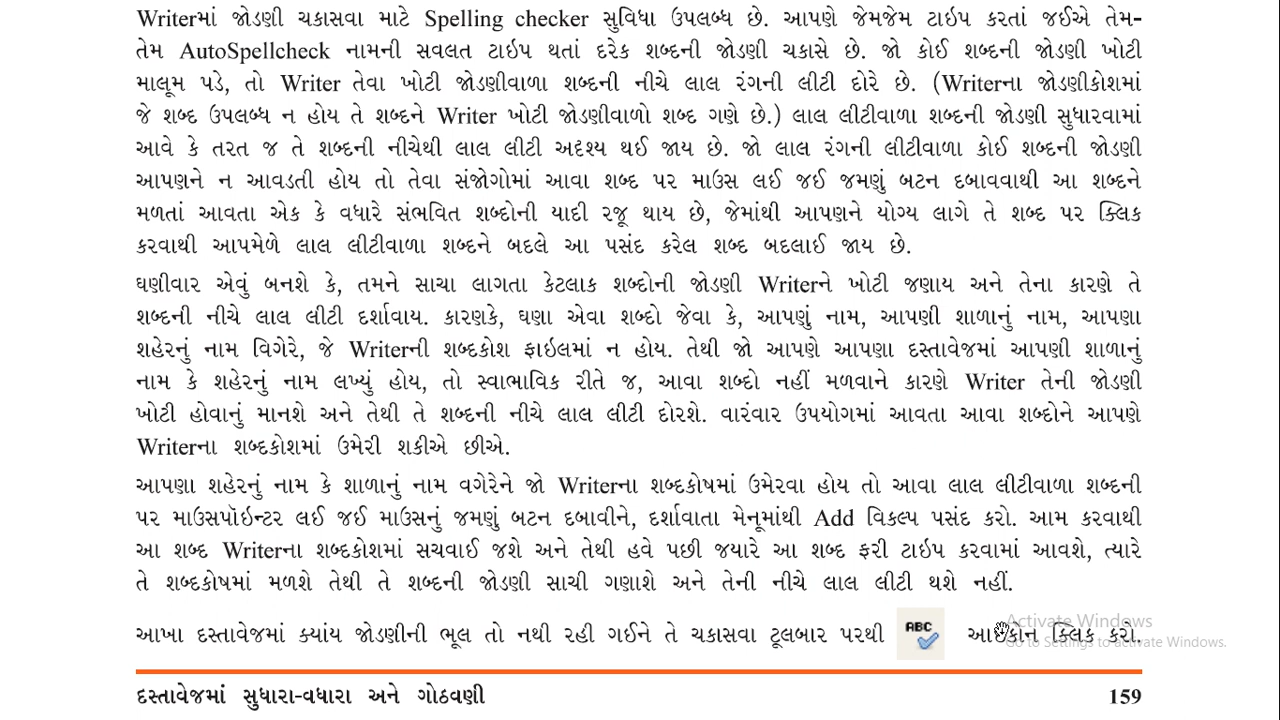 Writerમાં જોડણી ચકાસવા માટે Spelling checker સુવિધા ઉપલબ્ધ છે. આપણે જેમજેમ ટાઇપ કરતાં જઈએ તેમ-
તેમ AutoSpellcheck નામની સવલત ટાઇપ થતાં દરેક શબ્દની જોડણી ચકાસે છે. જો કોઈ શબ્દની જોડણી ખોટી
માલૂમ પડે, તો Writer તેવા ખોટી જોડણીવાળા શબ્દની નીચે લાલ રંગની લીટી દોરે છે. (Writerના જોડણીકોશમાં
જે શબ્દ ઉપલબ્ધ ન હોય તે શબ્દને Writer ખોટી જોડણીવાળો શબ્દ ગણે છે.) લાલ લીટીવાળા શબ્દની જોડણી સુધારવામાં
આવે કે તરત જ તે શબ્દની નીચેથી લાલ લીટી અદૃશ્ય થઈ જાય છે. જો લાલ રંગની લીટીવાળા કોઈ શબ્દની જોડણી
આપણને ન આવડતી હોય તો તેવા સંજોગોમાં આવા શબ્દ પર માઉસ લઈ જઈ જમણું બટન દબાવવાથી આ શબ્દને
મળતાં આવતા એક કે વધારે સંભવિત શબ્દોની યાદી રજૂ થાય છે, જેમાંથી આપણને યોગ્ય લાગે તે શબ્દ પર ક્લિક
કરવાથી આપમેળે લાલ લીટીવાળા શબ્દને બદલે આ પસંદ કરેલ શબ્દ બદલાઈ જાય છે.
ઘણીવાર એવું બનશે કે, તમને સાચા લાગતા કેટલાક શબ્દોની જોડણી Writerને ખોટી જણાય અને તેના કારણે તે
શબ્દની નીચે લાલ લીટી દર્શાવાય. કારણકે, ઘણા એવા શબ્દો જેવા કે, આપણું નામ, આપણી શાળાનું નામ, આપણા
શહેરનું નામ વિગેરે, જે Writerની શબ્દકોશ ફાઇલમાં ન હોય. તેથી જો આપણે આપણા દસ્તાવેજમાં આપણી શાળાનું
નામ કે શહેરનું નામ લખ્યું હોય, તો સ્વાભાવિક રીતે જ, આવા શબ્દો નહીં મળવાને કારણે Writer તેની જોડણી
ખોટી હોવાનું માનશે અને તેથી તે શબ્દની નીચે લાલ લીટી દોરશે. વારંવાર ઉપયોગમાં આવતા આવા શબ્દોને આપણે
Writerના શબ્દકોશમાં ઉમેરી શકીએ છીએ.
આપણા શહેરનું નામ કે શાળાનું નામ વગેરેને જો Writerના શબ્દકોષમાં ઉમેરવા હોય તો આવા લાલ લીટીવાળા શબ્દની
પર માઉસપૉઇન્ટર લઈ જઈ માઉસનું જમણું બટન દબાવીને, દર્શાવાતા મેનૂમાંથી Add વિકલ્પ પસંદ કરો. આમ કરવાથી
આ શબ્દ Writerના શબ્દકોશમાં સચવાઈ જશે અને તેથી હવે પછી જયારે આ શબ્દ ફરી ટાઇપ કરવામાં આવશે, ત્યારે
તે શબ્દકોષમાં મળશે તેથી તે શબ્દની જોડણી સાચી ગણાશે અને તેની નીચે લાલ લીટી થશે નહીં.
આખા દસ્તાવેજમાં ક્યાંય જોડણીની ભૂલ તો નથી રહી ગઈને તે ચકાસવા ટૂલબાર પરથી ABC આઈકોન ક્લિક કરો.
Activate Windows
Go to Settings to activate Windows.
દસ્તાવેજમાં સુધારા-વધારા અને ગોઠવણી 159